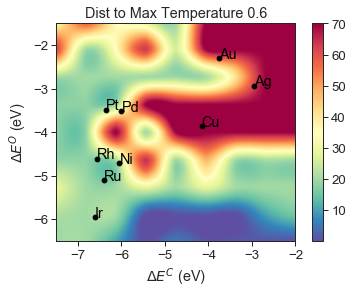 Dist to Max Temperature 0.6
ΔE^O (eV)
−2
−3
−4
−5
−6
Au
Ag
Pt Pd
Cu
Rh Ni
Ru
Ir
−7 −6 −5 −4 −3 −2
ΔE^C (eV)
70
60
50
40
30
20
10